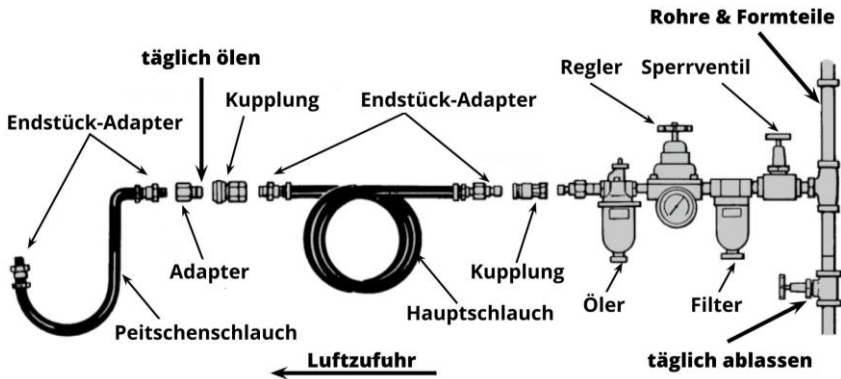 Rohre & Formteile
täglich ölen
Regler
Sperrventil
Kupplung
Endstück-Adapter
Endstück-Adapter
Adapter
Kupplung
Hauptschlauch
Öler
Filter
Peitschenschlauch
Luftzufuhr
täglich ablassen